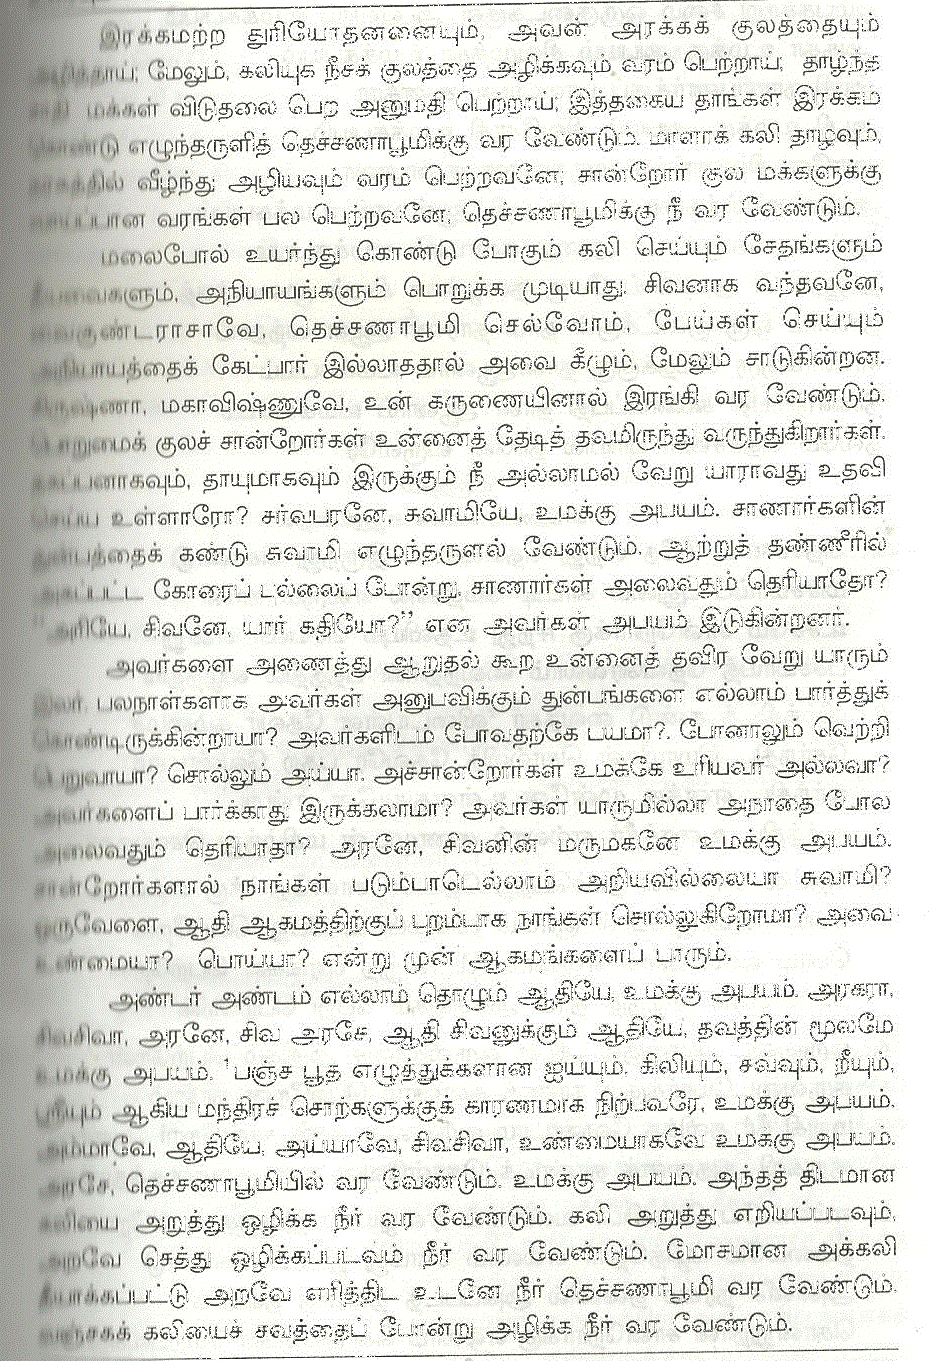 இரக்கமற்ற துரியோதனனையும், அவன் அரக்கக் குலத்தையும்
அழித்தாய்; மேலும், கலியுக நீசக் குலத்தை அழிக்கவும் வரம் பெற்றாய்; தாழ்ந்த
சாதி மக்கள் விடுதலை பெற அனுமதி பெற்றாய்; இத்தகைய தாங்கள் இரக்கம்
கொண்டு எழுந்தருளித் தெச்சணாபூமிக்கு வர வேண்டும். மாளாக் கலி தாழவும்,
நரகத்தில் வீழ்ந்து அழியவும் வரம் பெற்றவனே; சான்றோர் குல மக்களுக்கு
வரங்கள் பல பெற்றவனே; தெச்சணாபூமிக்கு நீ வர வேண்டும்.
மலைபோல் உயர்ந்து கொண்டு போகும் கலி செய்யும் சேதங்களும்
தீயவைகளும், அநியாயங்களும் பொறுக்க முடியாது. சிவனாக வந்தவனே,
வைகுண்டராசாவே, தெச்சணாபூமி செல்வோம், பேய்கள் செய்யும்
அநியாயத்தைக் கேட்பார் இல்லாததால் அவை கீழும், மேலும் சாடுகின்றன.
கிருஷ்ணா, மகாவிஷ்ணுவே, உன் கருணையினால் இரங்கி வர வேண்டும்.
பொறுமைக் குலச் சான்றோர்கள் உன்னைத் தேடித் தவமிருந்து வருந்துகிறார்கள்.
தகப்பனாகவும், தாயுமாகவும் இருக்கும் நீ அல்லாமல் வேறு யாராவது உதவி
செய்ய உள்ளாரோ? சர்வபரனே, சுவாமியே, உமக்கு அபயம். சாணார்களின்
துன்பத்தைக் கண்டு சுவாமி எழுந்தருளல் வேண்டும். ஆற்றுத் தண்ணீரில்
அகப்பட்ட கோரைப் புல்லைப் போன்று, சாணார்கள் அலைவதும் தெரியாதோ?
"அரியே, சிவனே, யார் கதியோ?" என அவர்கள் அபயம் இடுகின்றனர்.
அவர்களை அணைத்து ஆறுதல் கூற உன்னைத் தவிர வேறு யாரும்
இலர். பலநாள்களாக அவர்கள் அனுபவிக்கும் துன்பங்களை எல்லாம் பார்த்துக்
கொண்டிருக்கின்றாயா? அவர்களிடம் போவதற்கே பயமா?. போனாலும் வெற்றி
பெறுவாயா? சொல்லும் அய்யா. அச்சான்றோர்கள் உமக்கே உரியவர் அல்லவா?
அவர்களைப் பார்க்காது இருக்கலாமா? அவர்கள் யாருமில்லா அநாதை போல
அலைவதும் தெரியாதா? அரனே, சிவனின் மருமகனே உமக்கு அபயம்.
சான்றோர்களால் நாங்கள் படும்பாடெல்லாம் அறியவில்லையா சுவாமி?
ஒருவேளை, ஆதி ஆகமத்திற்குப் புறம்பாக நாங்கள் சொல்லுகிறோமா? அவை
உண்மையா? பொய்யா? என்று முன் ஆகமங்களைப் பாரும்.
அண்டர் அண்டம் எல்லாம் தொழும் ஆதியே, உமக்கு அபயம். அரகரா,
சிவசிவா, அரனே, சிவ அரசே, ஆதி சிவனுக்கும் ஆதியே, தவத்தின் மூலமே
உமக்கு அபயம். ¹பஞ்ச பூத எழுத்துக்களான ஐய்யும், கிலியும், சவ்வும், றீயும்,
ஸ்ரீயும் ஆகிய மந்திரச் சொற்களுக்குக் காரணமாக நிற்பவரே, உமக்கு அபயம்.
அம்மாவே, ஆதியே, அய்யாவே, சிவசிவா, உண்மையாகவே உமக்கு அபயம்.
அரசே, தெச்சணாபூமியில் வர வேண்டும். உமக்கு அபயம். அந்தத் திடமான
கலியை அறுத்து ஒழிக்க நீர் வர வேண்டும். கலி அறுத்து எறியப்படவும்,
அறவே செத்து ஒழிக்கப்படவும் நீர் வர வேண்டும். மோசமான அக்கலி
தீயாக்கப்பட்டு அறவே எரித்திட உடனே நீர் தெச்சணாபூமி வர வேண்டும்.
வஞ்சகக் கலியைச் சவத்தைப் போன்று அழிக்க நீர் வர வேண்டும்.